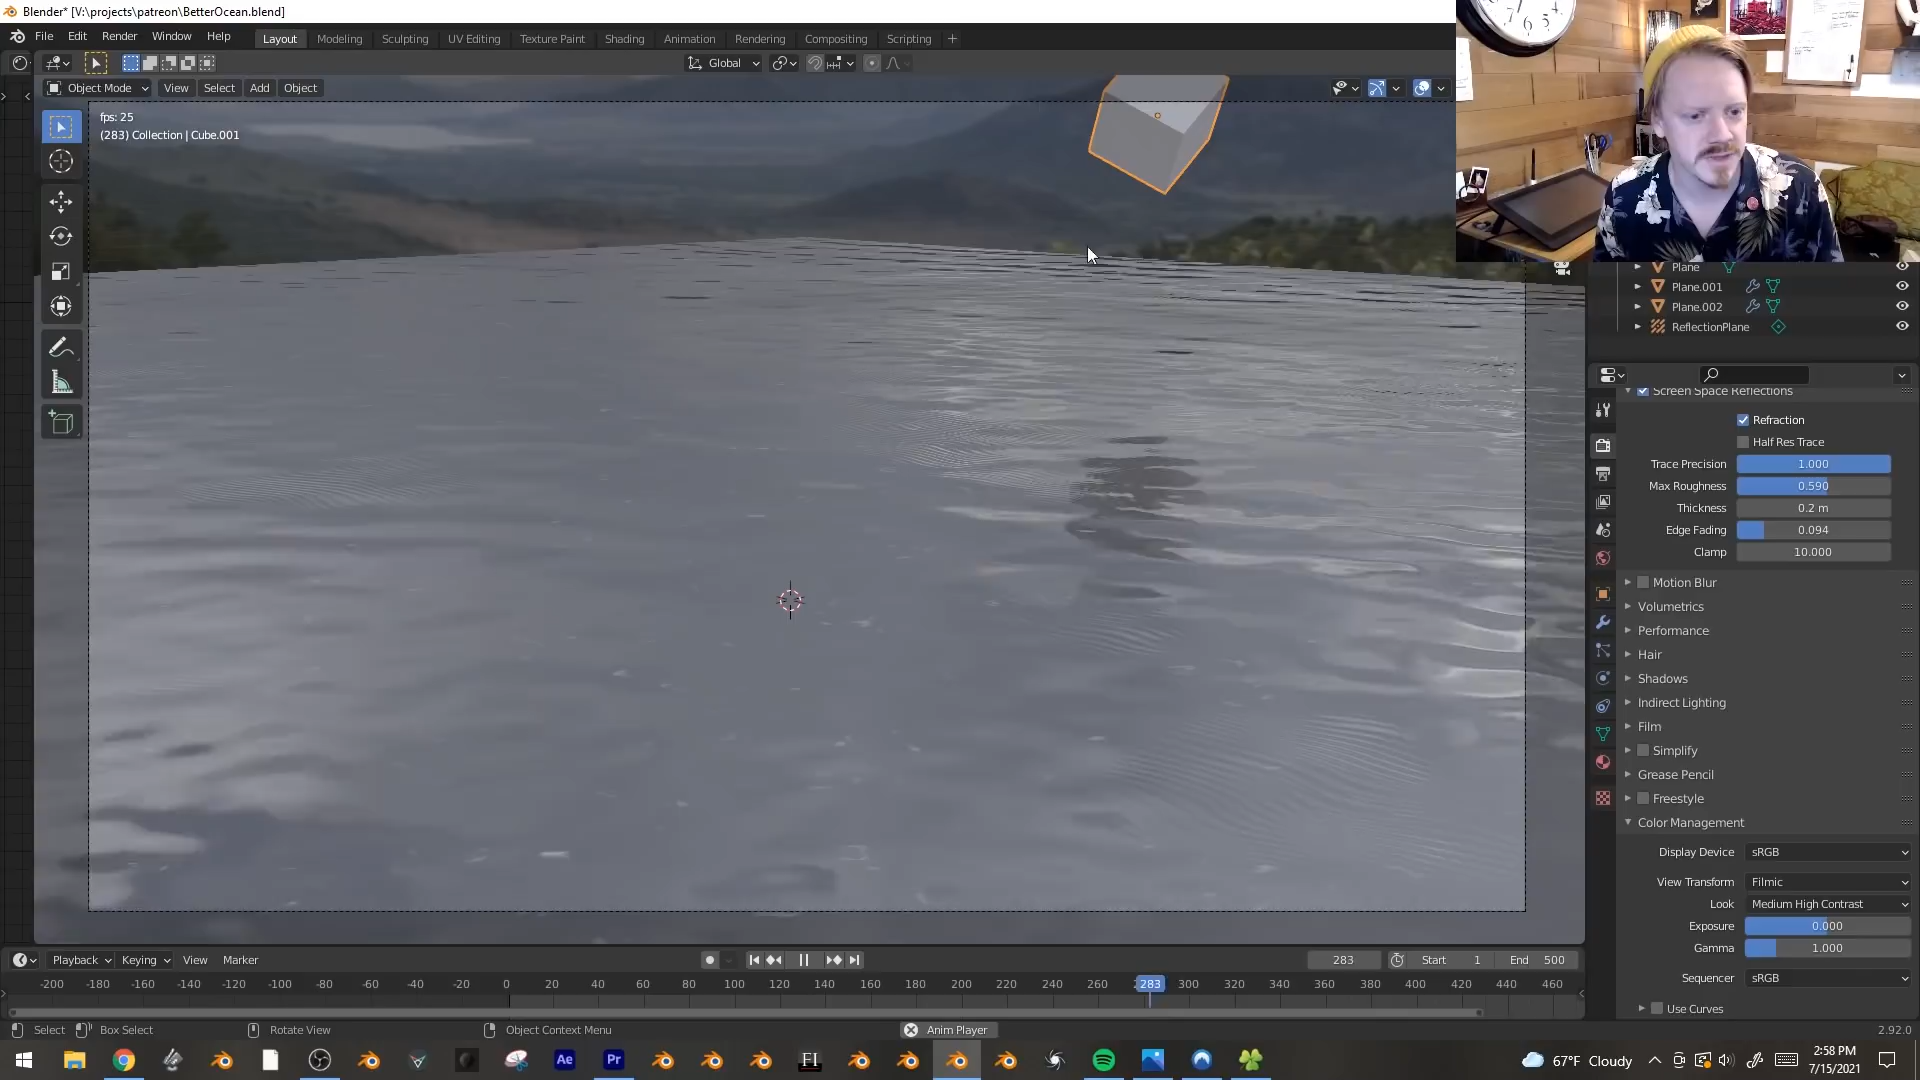 Blender* [V:\projects\patreon\BetterOcean.blend]
File Edit Render Window Help Layout Modeling Sculpting UV Editing Texture Paint Shading Animation Rendering Compositing Scripting +
Global
Object Mode View Select Add Object
fps: 25
(283) Collection | Cube.001
Plane
Plane.001
Plane.002
ReflectionPlane
Screen Space Reflections
Refraction
Half Res Trace
Trace Precision 1.000
Max Roughness 0.590
Thickness 0.2 m
Edge Fading 0.094
Clamp 10.000
Motion Blur
Volumetrics
Performance
Hair
Shadows
Indirect Lighting
Film
Simplify
Grease Pencil
Freestyle
Color Management
Display Device sRGB
View Transform Filmic
Look Medium High Contrast
Exposure 0.000
Gamma 1.000
Sequencer sRGB
Use Curves
Playback Keying View Marker 283 Start 1 End 500
-200 -180 -160 -140 -120 -100 -80 -60 -40 -20 0 20 40 60 80 100 120 140 160 180 200 220 240 260 283 300 320 340 360 380 400 420 440 460
Select Box Select Rotate View Object Context Menu Anim Player 2.92.0
Ae Pr FI 67°F Cloudy 2:58 PM
7/15/2021